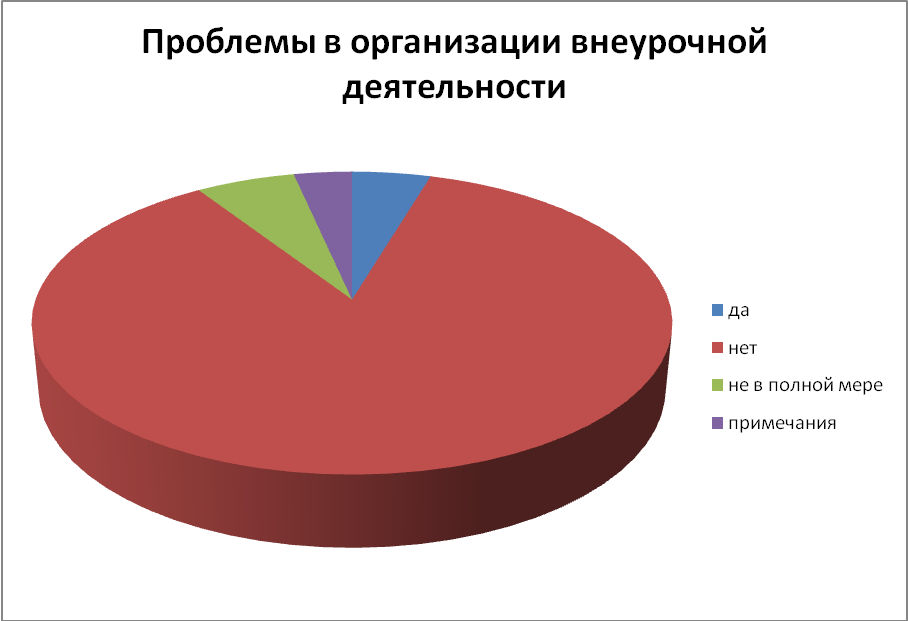 Проблемы в организации внеурочной
деятельности
да
нет
не в полной мере
примечания